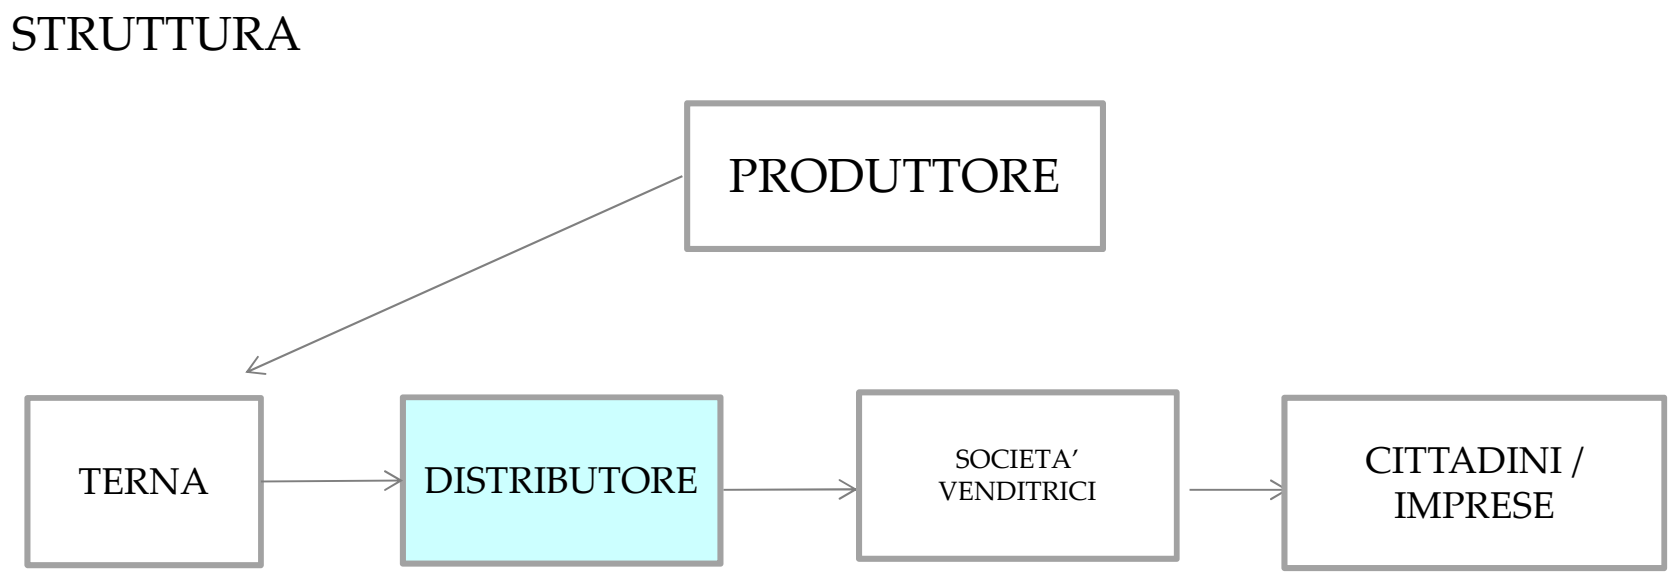 STRUTTURA
PRODUTTORE
TERNA
DISTRIBUTORE
SOCIETA’
VENDITRICI
CITTADINI /
IMPRESE